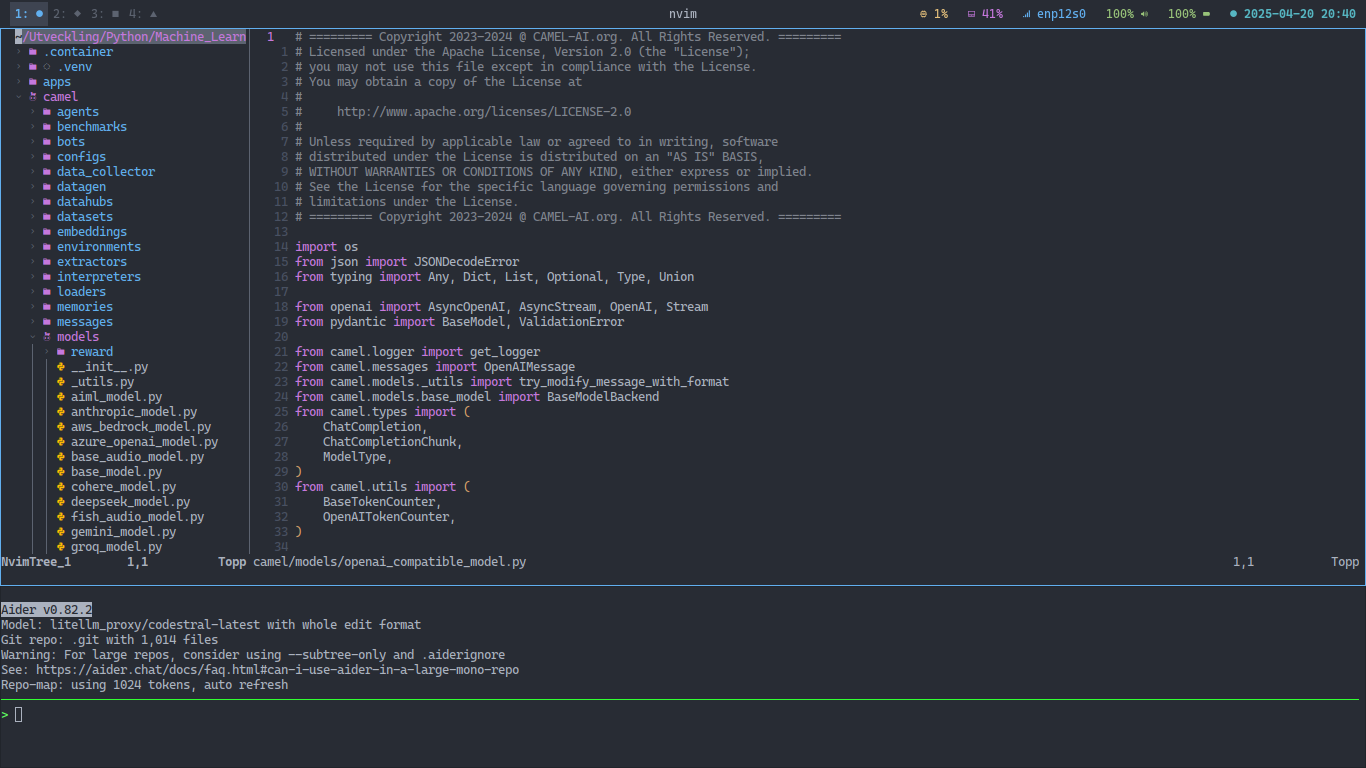 1: 2: 3: 4: nvim 1% 41% enp12s0 100% 100% 2025-04-20 20:40
~/Utveckling/Python/Machine_Learn
.container
.venv
apps
camel
agents
benchmarks
bots
configs
data_collector
datagen
datahubs
datasets
embeddings
environments
extractors
interpreters
loaders
memories
messages
models
reward
__init__.py
_utils.py
aiml_model.py
anthropic_model.py
aws_bedrock_model.py
azure_openai_model.py
base_audio_model.py
base_model.py
cohere_model.py
deepseek_model.py
fish_audio_model.py
gemini_model.py
groq_model.py
1 # ========= Copyright 2023-2024 @ CAMEL-AI.org. All Rights Reserved. =========
1 # Licensed under the Apache License, Version 2.0 (the "License");
2 # you may not use this file except in compliance with the License.
3 # You may obtain a copy of the License at
4 #
5 #     http://www.apache.org/licenses/LICENSE-2.0
6 #
7 # Unless required by applicable law or agreed to in writing, software
8 # distributed under the License is distributed on an "AS IS" BASIS,
9 # WITHOUT WARRANTIES OR CONDITIONS OF ANY KIND, either express or implied.
10 # See the License for the specific language governing permissions and
11 # limitations under the License.
12 # ========= Copyright 2023-2024 @ CAMEL-AI.org. All Rights Reserved. =========
13
14 import os
15 from json import JSONDecodeError
16 from typing import Any, Dict, List, Optional, Type, Union
17
18 from openai import AsyncOpenAI, AsyncStream, OpenAI, Stream
19 from pydantic import BaseModel, ValidationError
20
21 from camel.logger import get_logger
22 from camel.messages import OpenAIMessage
23 from camel.models._utils import try_modify_message_with_format
24 from camel.models.base_model import BaseModelBackend
25 from camel.types import (
26     ChatCompletion,
27     ChatCompletionChunk,
28     ModelType,
29 )
30 from camel.utils import (
31     BaseTokenCounter,
32     OpenAITokenCounter,
33 )
34
NvimTree_1 1,1 Topp camel/models/openai_compatible_model.py 1,1 Topp
Aider v0.82.2
Model: litellm_proxy/codestral-latest with whole edit format
Git repo: .git with 1,014 files
Warning: For large repos, consider using --subtree-only and .aiderignore
See: https://aider.chat/docs/faq.html#can-i-use-aider-in-a-large-mono-repo
Repo-map: using 1024 tokens, auto refresh
>